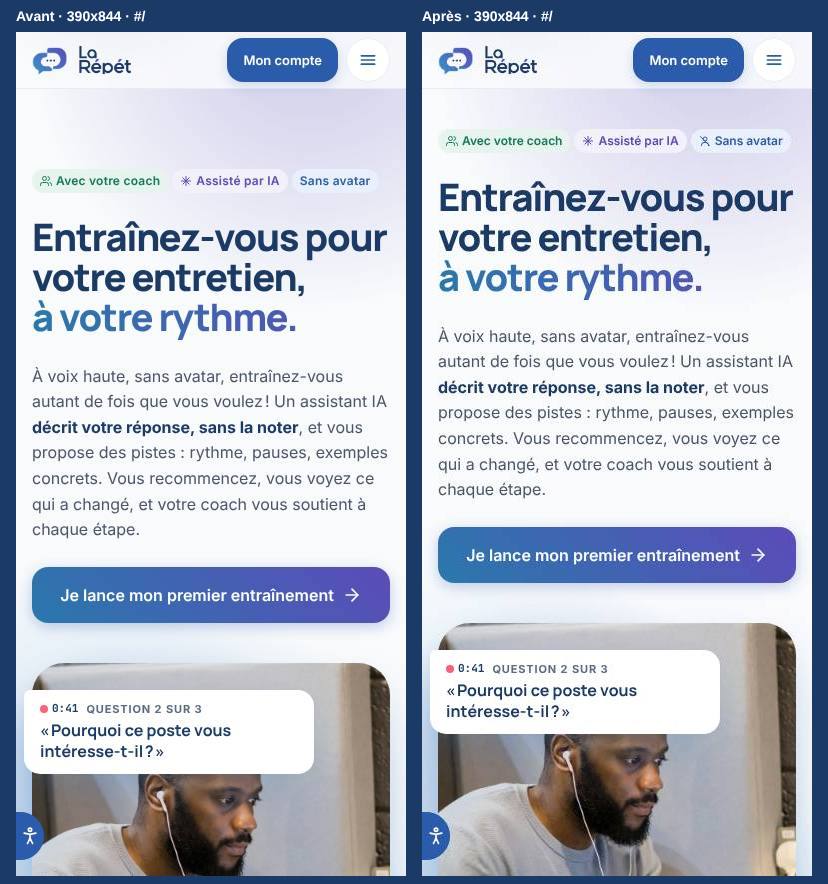 Avant · 390x844 · #/
La
Répét
Mon compte
Avec votre coach
Assisté par IA
Sans avatar
Entraînez-vous pour
votre entretien,
à votre rythme.
À voix haute, sans avatar, entraînez-vous
autant de fois que vous voulez ! Un assistant IA
décrit votre réponse, sans la noter, et vous
propose des pistes : rythme, pauses, exemples
concrets. Vous recommencez, vous voyez ce
qui a changé, et votre coach vous soutient à
chaque étape.
Je lance mon premier entraînement →
0:41 QUESTION 2 SUR 3
« Pourquoi ce poste vous
intéresse-t-il ? »
Après · 390x844 · #/
La
Répét
Mon compte
Avec votre coach
Assisté par IA
Sans avatar
Entraînez-vous pour
votre entretien,
à votre rythme.
À voix haute, sans avatar, entraînez-vous
autant de fois que vous voulez ! Un assistant IA
décrit votre réponse, sans la noter, et vous
propose des pistes : rythme, pauses, exemples
concrets. Vous recommencez, vous voyez ce
qui a changé, et votre coach vous soutient à
chaque étape.
Je lance mon premier entraînement →
0:41 QUESTION 2 SUR 3
« Pourquoi ce poste vous
intéresse-t-il ? »